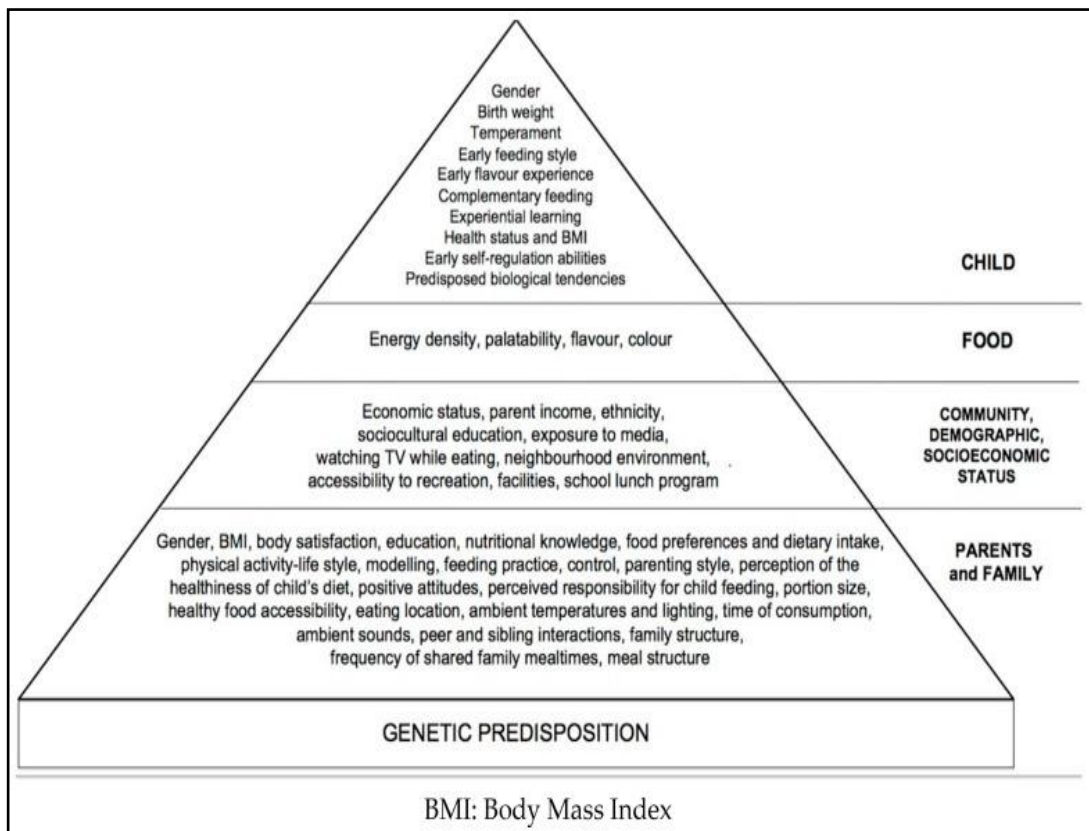 Gender
Birth weight
Temperament
Early feeding style
Early flavour experience
Complementary feeding
Experiential learning
Health status and BMI
Early self-regulation abilities
Predisposed biological tendencies
CHILD
Energy density, palatability, flavour, colour
FOOD
Economic status, parent income, ethnicity,
sociocultural education, exposure to media,
watching TV while eating, neighbourhood environment,
accessibility to recreation, facilities, school lunch program
COMMUNITY,
DEMOGRAPHIC,
SOCIOECONOMIC
STATUS
Gender, BMI, body satisfaction, education, nutritional knowledge, food preferences and dietary intake,
physical activity-life style, modelling, feeding practice, control, parenting style, perception of the
healthiness of child's diet, positive attitudes, perceived responsibility for child feeding, portion size,
healthy food accessibility, eating location, ambient temperatures and lighting, time of consumption,
ambient sounds, peer and sibling interactions, family structure,
frequency of shared family mealtimes, meal structure
PARENTS
and FAMILY
GENETIC PREDISPOSITION
BMI: Body Mass Index